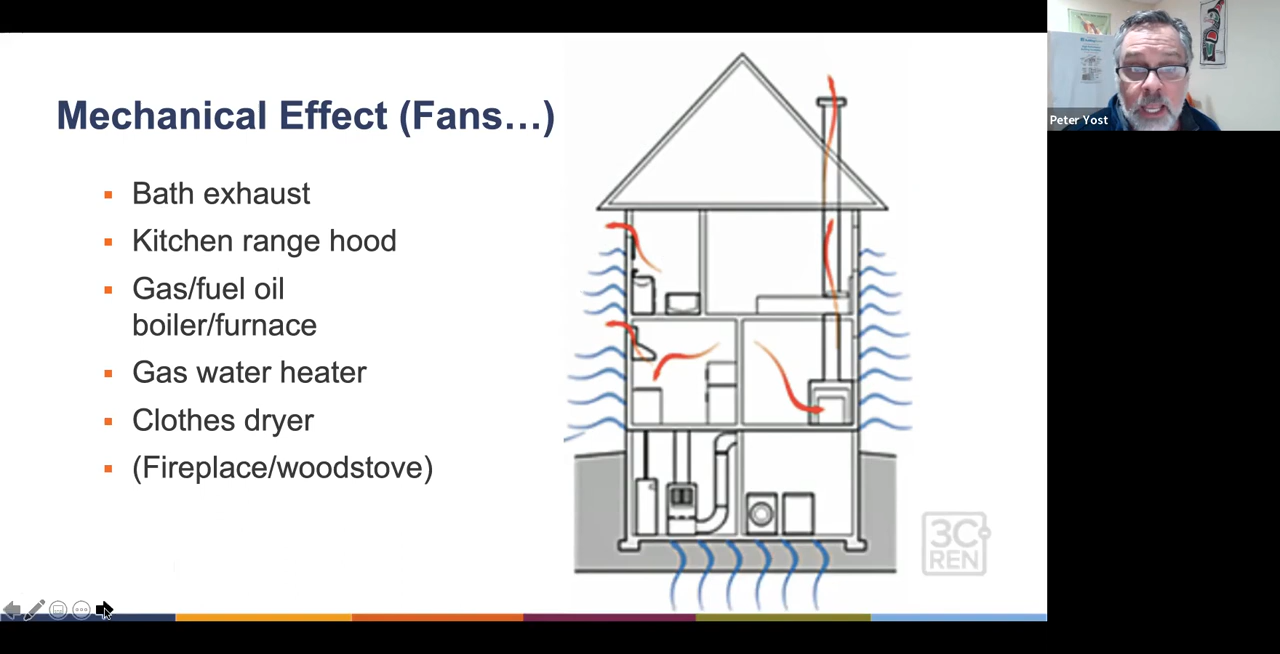 Mechanical Effect (Fans…)
▪ Bath exhaust
▪ Kitchen range hood
▪ Gas/fuel oil
boiler/furnace
▪ Gas water heater
▪ Clothes dryer
▪ (Fireplace/woodstove)
3C
REN
Peter Yost